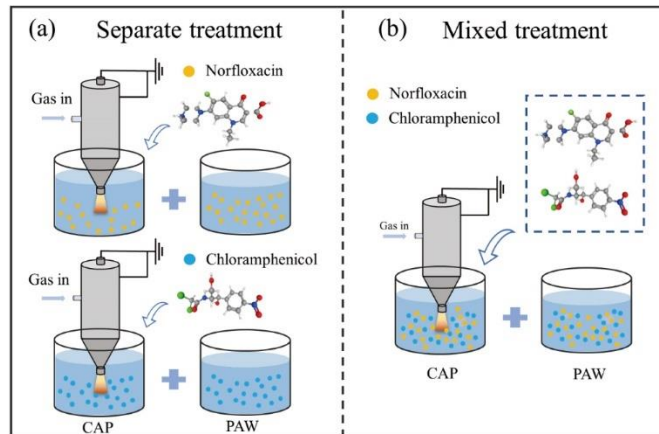 (a) Separate treatment
Norfloxacin
Gas in
Chloramphenicol
Gas in
CAP PAW
(b) Mixed treatment
Norfloxacin
Chloramphenicol
Gas in
CAP PAW